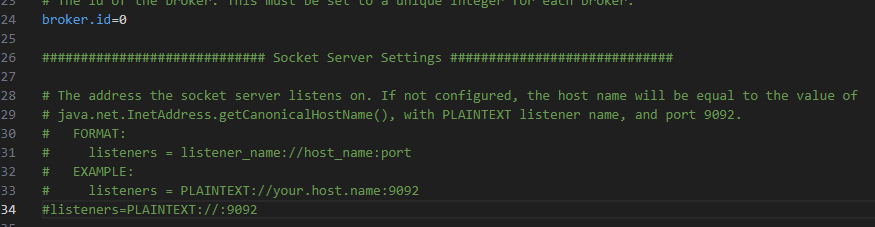 23 # The id of the broker. This must be set to a unique integer for each broker.
24 broker.id=0
25
26 ############################# Socket Server Settings #############################
27
28 # The address the socket server listens on. If not configured, the host name will be equal to the value of
29 # java.net.InetAddress.getCanonicalHostName(), with PLAINTEXT listener name, and port 9092.
30 #   FORMAT:
31 #     listeners = listener_name://host_name:port
32 #   EXAMPLE:
33 #     listeners = PLAINTEXT://your.host.name:9092
34 #listeners=PLAINTEXT://:9092